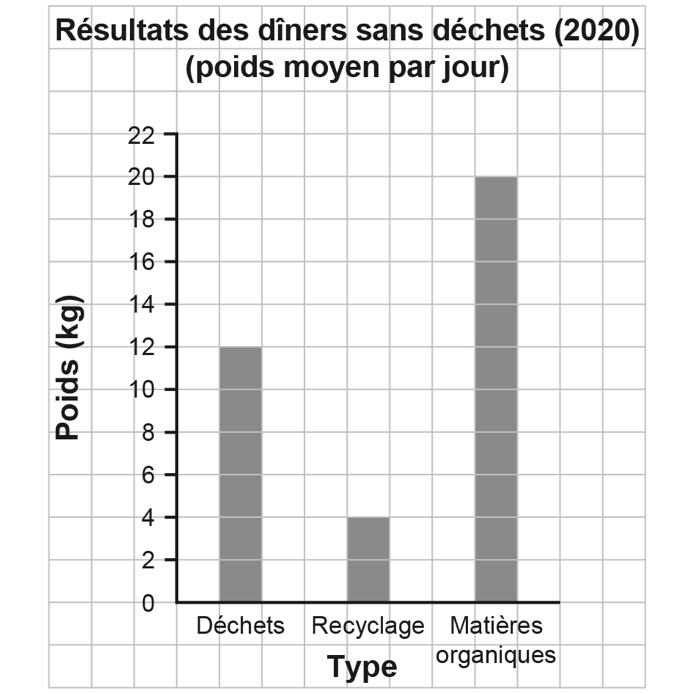 Résultats des dîners sans déchets (2020)
(poids moyen par jour)
22
20
18
16
14
12
10
8
6
4
2
0
Poids (kg)
Déchets
Recyclage
Matières
organiques
Type